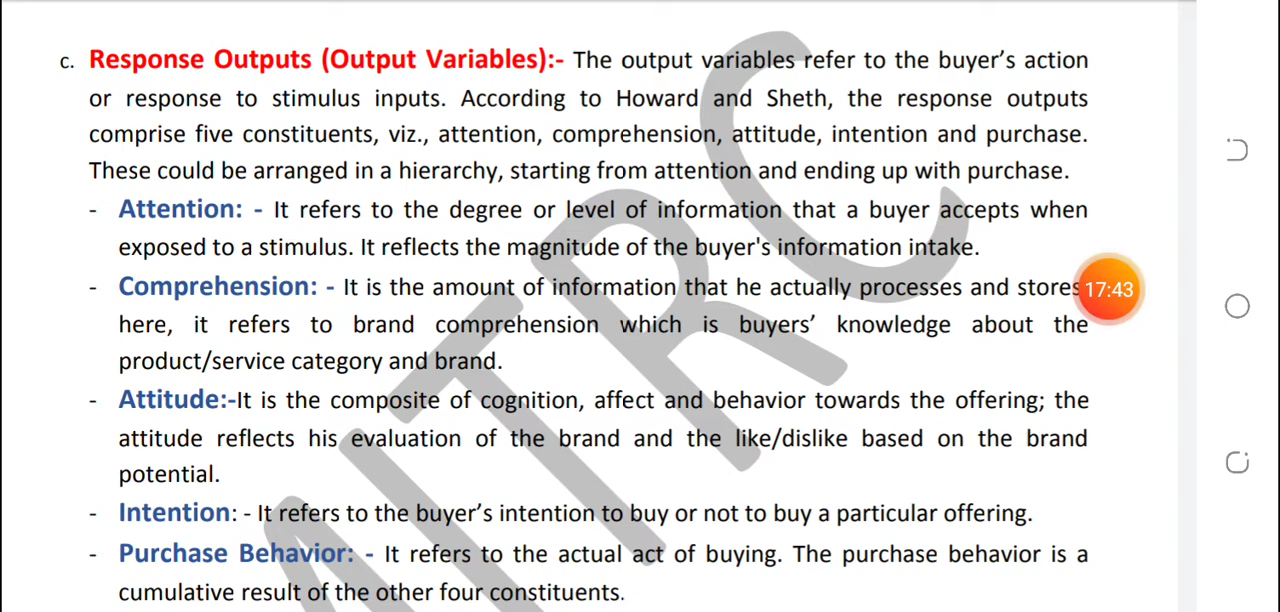 c. Response Outputs (Output Variables):- The output variables refer to the buyer's action
or response to stimulus inputs. According to Howard and Sheth, the response outputs
comprise five constituents, viz., attention, comprehension, attitude, intention and purchase.
These could be arranged in a hierarchy, starting from attention and ending up with purchase.
- Attention: - It refers to the degree or level of information that a buyer accepts when
exposed to a stimulus. It reflects the magnitude of the buyer's information intake.
- Comprehension: - It is the amount of information that he actually processes and stores
17:43
here, it refers to brand comprehension which is buyers' knowledge about the
product/service category and brand.
- Attitude:-It is the composite of cognition, affect and behavior towards the offering; the
attitude reflects his evaluation of the brand and the like/dislike based on the brand
potential.
- Intention: - It refers to the buyer's intention to buy or not to buy a particular offering.
- Purchase Behavior: - It refers to the actual act of buying. The purchase behavior is a
cumulative result of the other four constituents.
MTRC